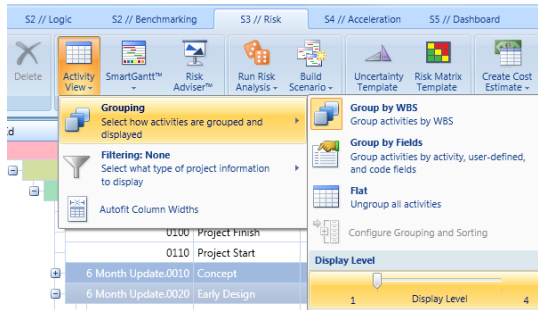 S2 // Logic S2 // Benchmarking S3 // Risk S4 // Acceleration S5 // Dashboard
Delete Activity View SmartGantt™ Risk Adviser™ Run Risk Analysis Build Scenario Uncertainty Template Risk Matrix Template Create Cost Estimate
Grouping
Select how activities are grouped and
displayed
Filtering: None
Select what type of project information
to display
Autofit Column Widths
Group by WBS
Group activities by WBS
Group by Fields
Group activities by activity, user-defined,
and code fields
Flat
Ungroup all activities
Configure Grouping and Sorting
Display Level
1 Display Level 4
0100 Project Finish
0110 Project Start
6 Month Update.0010 Concept
6 Month Update.0020 Early Design